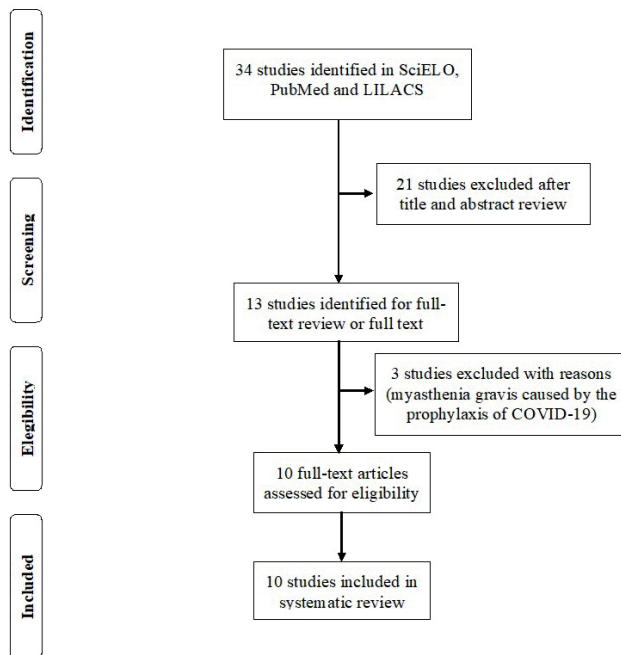 Identification
34 studies identified in SciELO,
PubMed and LILACS
21 studies excluded after
title and abstract review
Screening
13 studies identified for full-
text review or full text
3 studies excluded with reasons
(myasthenia gravis caused by the
prophylaxis of COVID-19)
Elegibility
10 full-text articles
assessed for eligibility
Included
10 studies included in
systematic review